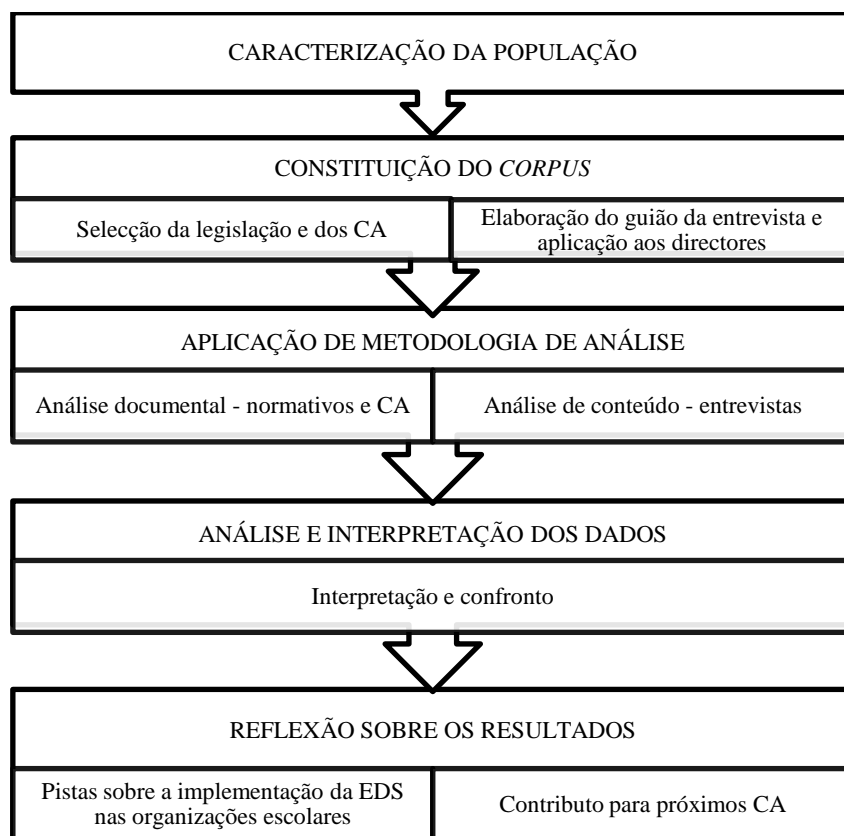 CARACTERIZAÇÃO DA POPULAÇÃO
CONSTITUIÇÃO DO CORPUS
Selecção da legislação e dos CA
Elaboração do guião da entrevista e
aplicação aos directores
APLICAÇÃO DE METODOLOGIA DE ANÁLISE
Análise documental - normativos e CA
Análise de conteúdo - entrevistas
ANÁLISE E INTERPRETAÇÃO DOS DADOS
Interpretação e confronto
REFLEXÃO SOBRE OS RESULTADOS
Pistas sobre a implementação da EDS
nas organizações escolares
Contributo para próximos CA